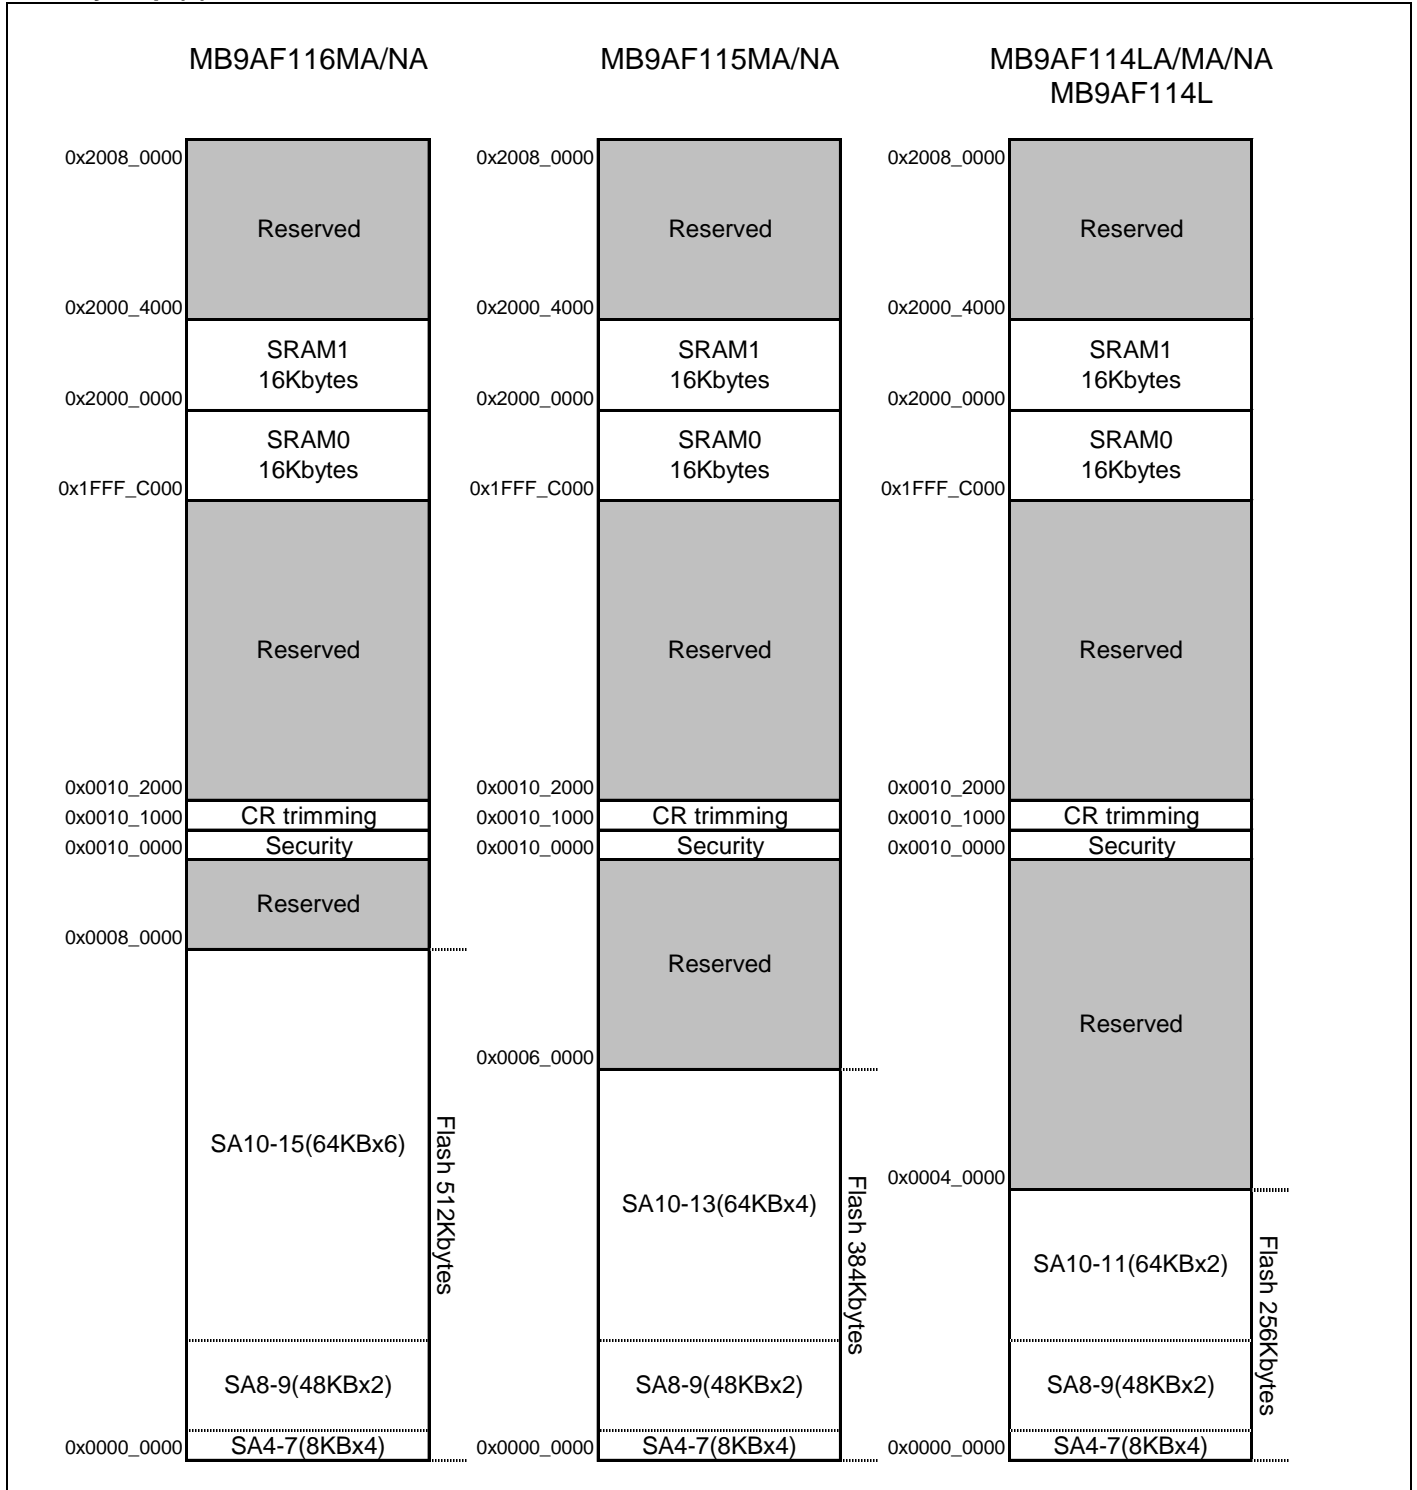 MB9AF116MA/NA
0x2008_0000
Reserved
0x2000_4000
SRAM1
16Kbytes
0x2000_0000
SRAM0
16Kbytes
0x1FFF_C000
Reserved
0x0010_2000
CR trimming
0x0010_1000
Security
0x0010_0000
Reserved
0x0008_0000
SA10-15(64KBx6)
Flash 512Kbytes
SA8-9(48KBx2)
SA4-7(8KBx4)
0x0000_0000
MB9AF115MA/NA
0x2008_0000
Reserved
0x2000_4000
SRAM1
16Kbytes
0x2000_0000
SRAM0
16Kbytes
0x1FFF_C000
Reserved
0x0010_2000
CR trimming
0x0010_1000
Security
0x0010_0000
Reserved
0x0006_0000
SA10-13(64KBx4)
Flash 384Kbytes
SA8-9(48KBx2)
SA4-7(8KBx4)
0x0000_0000
MB9AF114LA/MA/NA
MB9AF114L
0x2008_0000
Reserved
0x2000_4000
SRAM1
16Kbytes
0x2000_0000
SRAM0
16Kbytes
0x1FFF_C000
Reserved
0x0010_2000
CR trimming
0x0010_1000
Security
0x0010_0000
Reserved
0x0004_0000
SA10-11(64KBx2)
Flash 256Kbytes
SA8-9(48KBx2)
SA4-7(8KBx4)
0x0000_0000